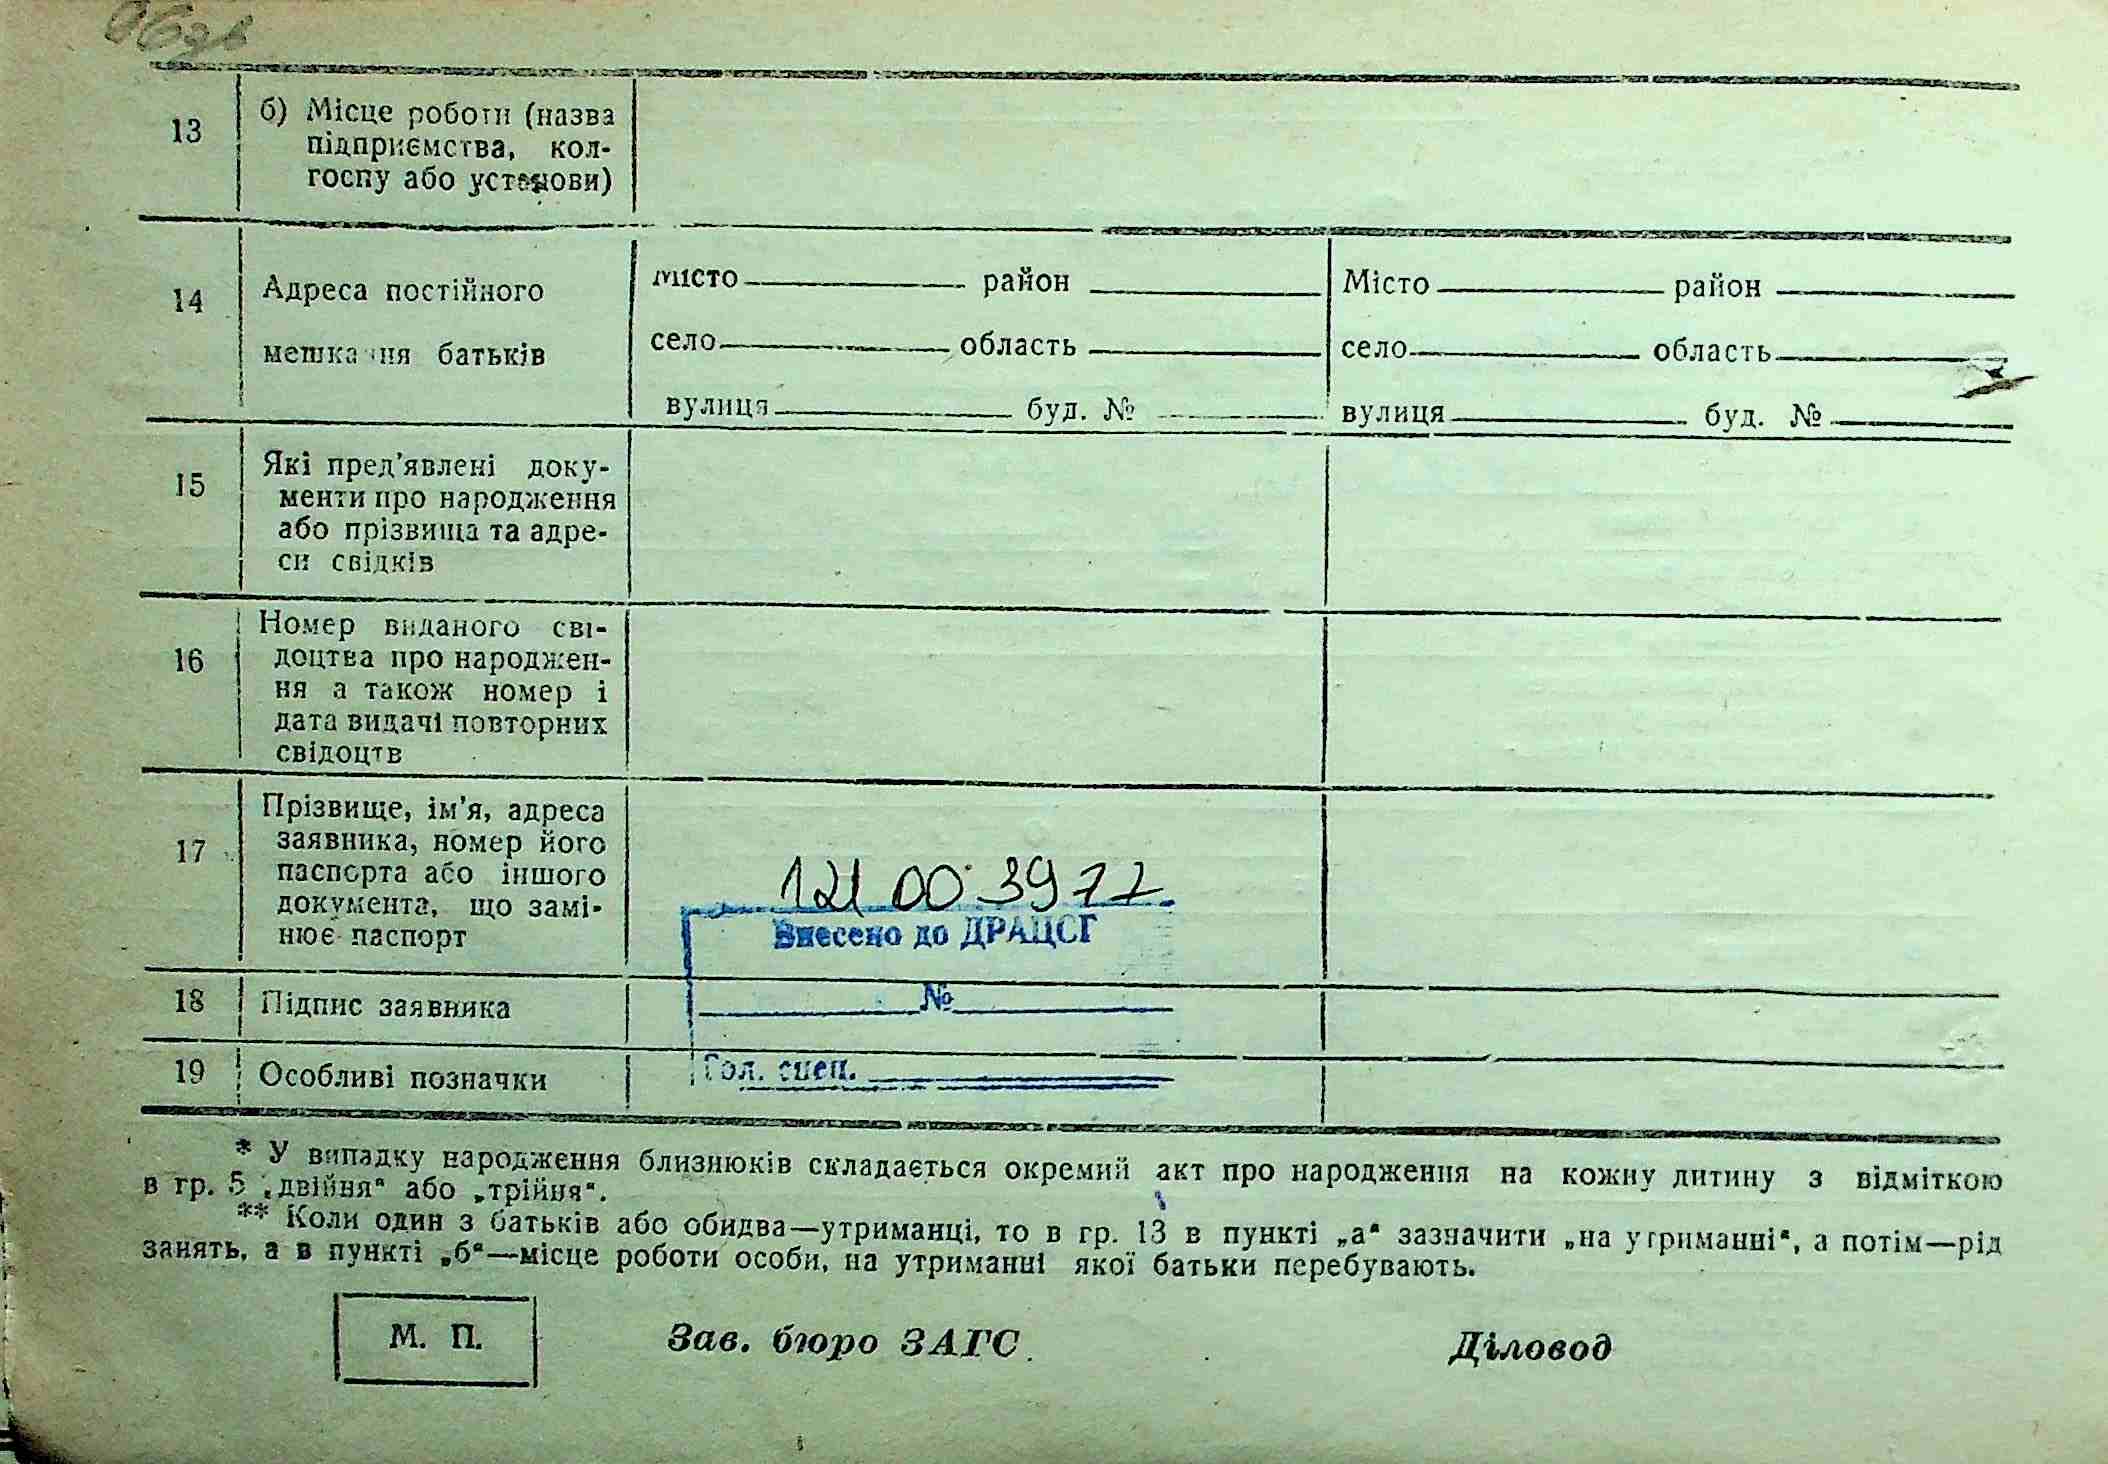 13
б) Місце роботи (назва
підприємства, кол-
госпу або установи)
14
Адреса постійного
мешкання батьків
місто район
село область
вулиця буд. №
Місто район
село область
вулиця буд. №
15
Які пред'явлені доку-
менти про народження
або прізвища та адре-
си свідків
16
Номер виданого сві-
доцтва про народжен-
ня а також номер і
дата видачі повторних
свідоцтв
17
Прізвище, ім'я, адреса
заявника, номер його
паспорта або іншого
документа, що замі-
нює паспорт
Внесено до ДРАЦСГ
№
Гол. спец.
18
Підпис заявника
19
Особливі позначки
* У випадку народження близнюків складається окремий акт про народження на кожну дитину з відміткою
в гр. 5 „двійня" або „трійня".
** Коли один з батьків або обидва—утриманці, то в гр. 13 в пункті „а" зазначити „на утриманні", а потім—рід
занять, а в пункті „б"—місце роботи особи, на утриманні якої батьки перебувають.
М. П.
Зав. бюро ЗАГС
Діловод